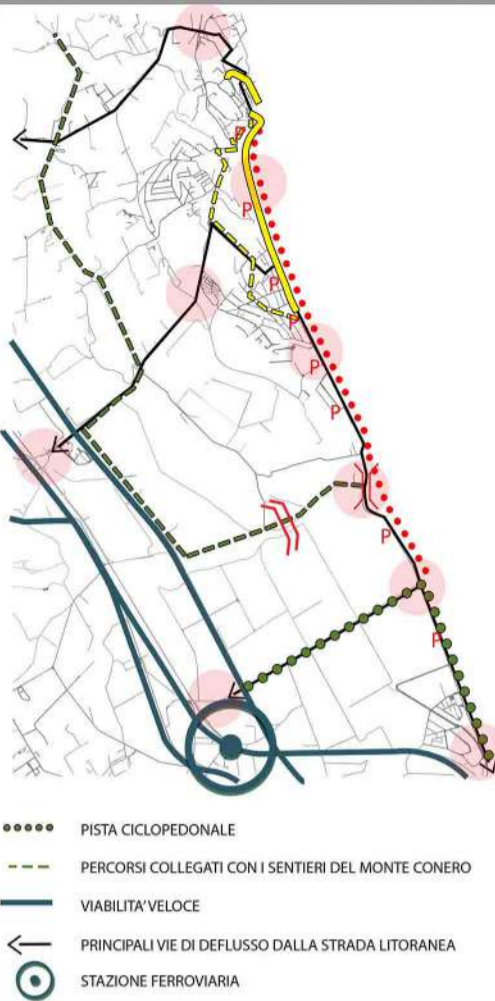 P
P
P
P
P
P
P
P
PISTA CICLOPEDONALE
PERCORSI COLLEGATI CON I SENTIERI DEL MONTE CONERO
VIABILITA' VELOCE
PRINCIPALI VIE DI DEFLUSSO DALLA STRADA LITORANEA
STAZIONE FERROVIARIA